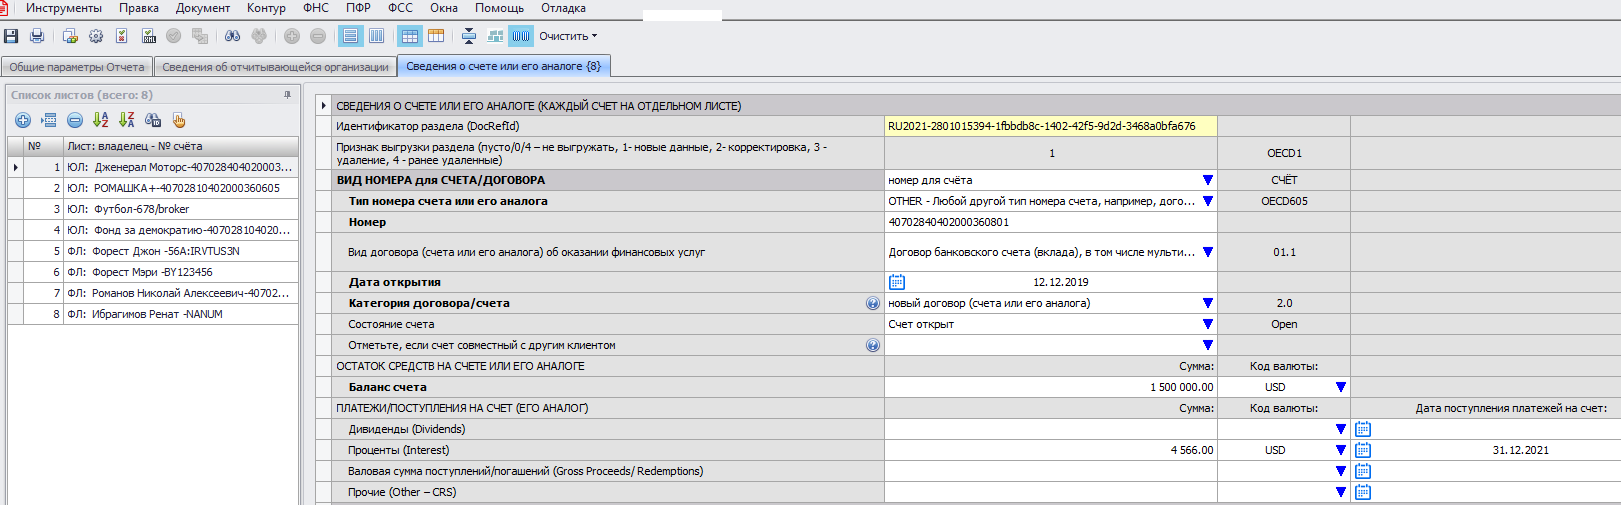 Инструменты Правка Документ Контур ФНС ПФР ФСС Окна Помощь Отладка
Очистить
Общие параметры Отчета Сведения об отчитывающейся организации Сведения о счете или его аналоге {8}
Список листов (всего: 8)
№ Лист: владелец - № счёта
1 ЮЛ: Дженерал Моторс-407028404020003...
2 ЮЛ: РОМАШКА+-40702810402000360605
3 ЮЛ: Футбол-678/broker
4 ЮЛ: Фонд за демократию-407028104020...
5 ФЛ: Форест Джон -56A:IRVTUS3N
6 ФЛ: Форест Мэри -BY123456
7 ФЛ: Романов Николай Алексеевич-40702...
8 ФЛ: Ибрагимов Ренат -NANUM
СВЕДЕНИЯ О СЧЕТЕ ИЛИ ЕГО АНАЛОГЕ (КАЖДЫЙ СЧЕТ НА ОТДЕЛЬНОМ ЛИСТЕ)
Идентификатор раздела (DocRefId) RU2021-2801015394-1fbbdb8c-1402-42f5-9d2d-3468a0bfa676
Признак выгрузки раздела (пусто/0/4 – не выгружать, 1- новые данные, 2- корректировка, 3 -
удаление, 4 - ранее удаленные) 1 OECD1
ВИД НОМЕРА для СЧЕТА/ДОГОВОРА номер для счёта СЧЁТ
Тип номера счета или его аналога OTHER - Любой другой тип номера счета, например, дого... OECD605
Номер 40702840402000360801
Вид договора (счета или его аналога) об оказании финансовых услуг Договор банковского счета (вклада), в том числе мульти... 01.1
Дата открытия 12.12.2019
Категория договора/счета новый договор (счета или его аналога) 2.0
Состояние счета Счет открыт Open
Отметьте, если счет совместный с другим клиентом
ОСТАТОК СРЕДСТВ НА СЧЕТЕ ИЛИ ЕГО АНАЛОГЕ Сумма: Код валюты:
Баланс счета 1 500 000.00 USD
ПЛАТЕЖИ/ПОСТУПЛЕНИЯ НА СЧЕТ (ЕГО АНАЛОГ) Сумма: Код валюты: Дата поступления платежей на счет:
Дивиденды (Dividends)
Проценты (Interest) 4 566.00 USD 31.12.2021
Валовая сумма поступлений/погашений (Gross Proceeds/ Redemptions)
Прочие (Other – CRS)